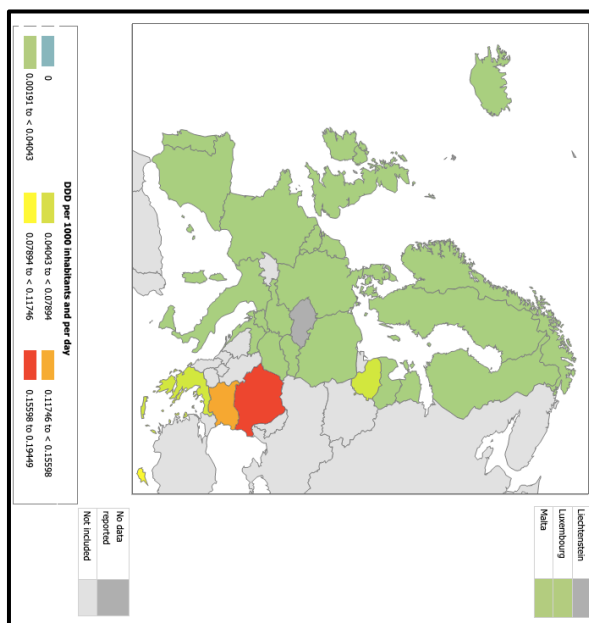 DDD per 1000 inhabitants and per day
0
0.00191 to < 0.04043
0.04043 to < 0.07894
0.07894 to < 0.11746
0.11746 to < 0.15598
0.15598 to 0.19449
No data
reported
Not included
Liechtenstein
Luxembourg
Malta